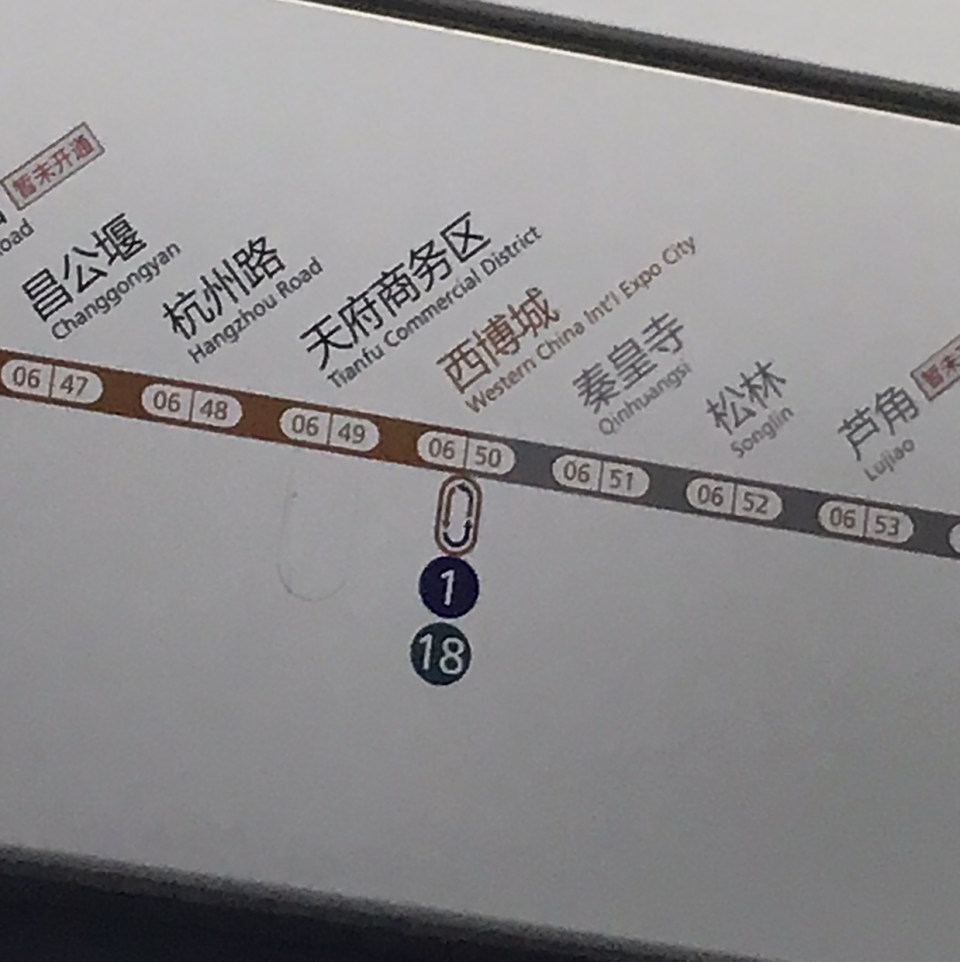 暂未开通
oad
昌公堰
Changgongyan
杭州路
Hangzhou Road
天府商务区
Tianfu Commercial District
西博城
Western China Int'l Expo City
秦皇寺
Qinhuangsi
松林
Songlin
芦角
Lujiao
暂未
06 47
06 48
06 49
06 50
06 51
06 52
06 53
1
18